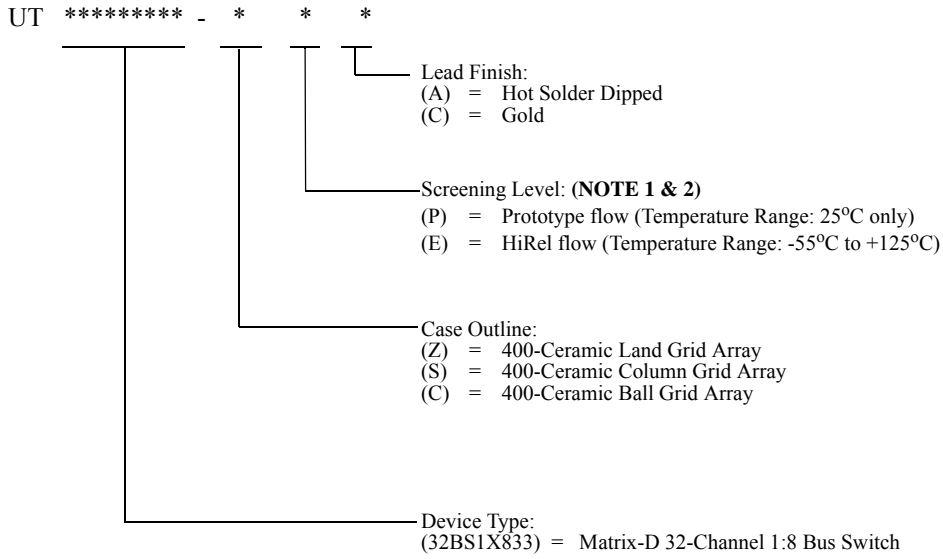 UT ********* - * * *
Lead Finish:
(A) = Hot Solder Dipped
(C) = Gold
Screening Level: (NOTE 1 & 2)
(P) = Prototype flow (Temperature Range: 25°C only)
(E) = HiRel flow (Temperature Range: -55°C to +125°C)
Case Outline:
(Z) = 400-Ceramic Land Grid Array
(S) = 400-Ceramic Column Grid Array
(C) = 400-Ceramic Ball Grid Array
Device Type:
(32BS1X833) = Matrix-D 32-Channel 1:8 Bus Switch